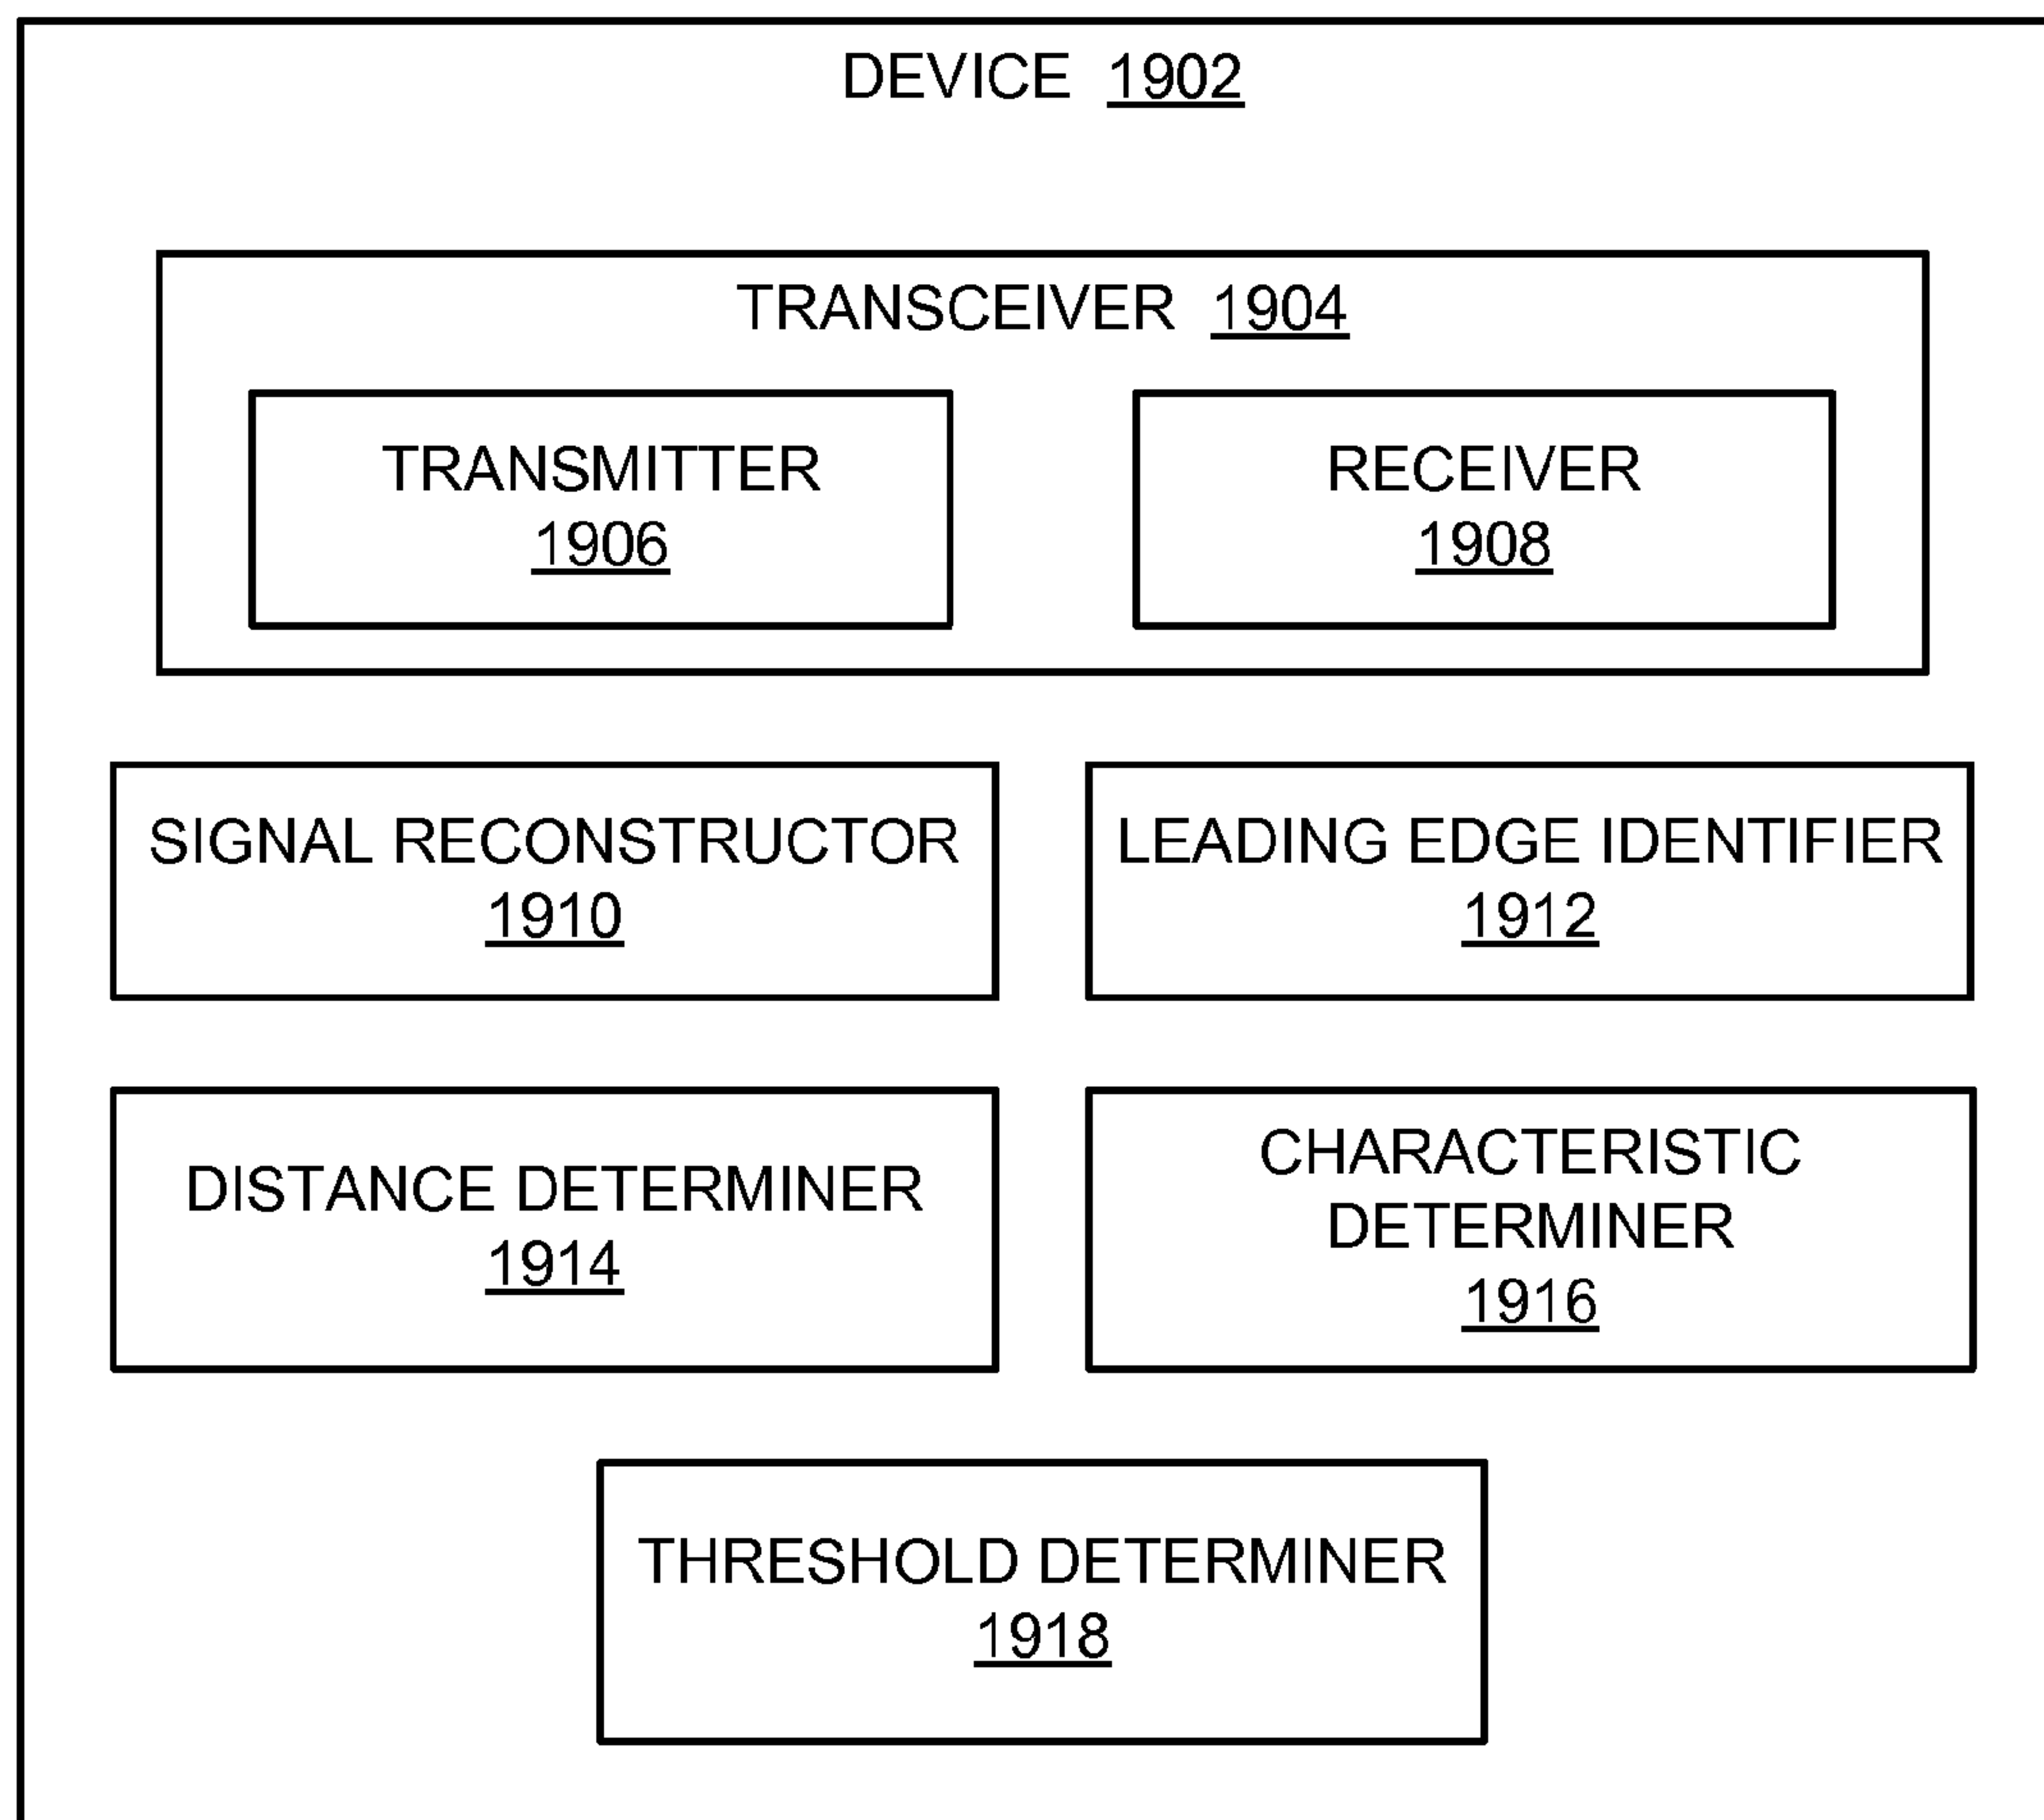 DEVICE 1902
TRANSCEIVER 1904
TRANSMITTER
1906
RECEIVER
1908
SIGNAL RECONSTRUCTOR
1910
LEADING EDGE IDENTIFIER
1912
DISTANCE DETERMINER
1914
CHARACTERISTIC
DETERMINER
1916
THRESHOLD DETERMINER
1918